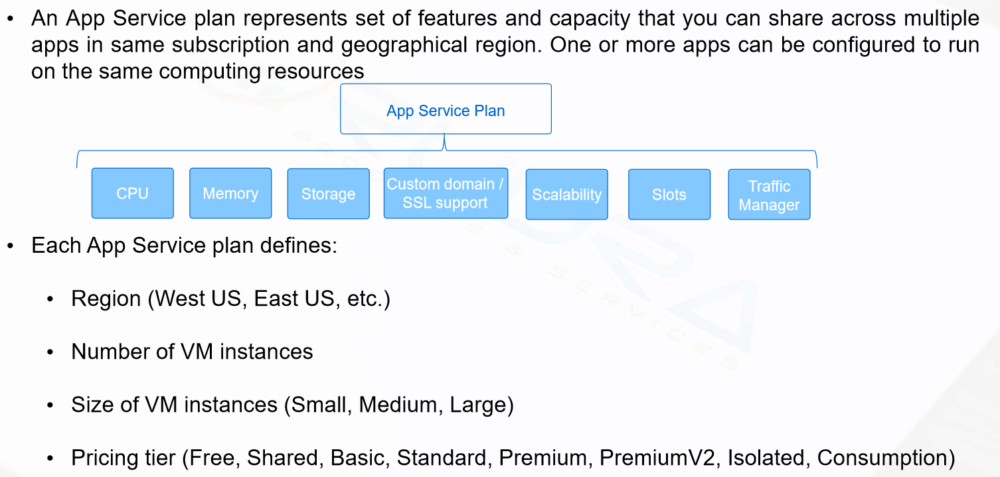 • An App Service plan represents set of features and capacity that you can share across multiple
apps in same subscription and geographical region. One or more apps can be configured to run
on the same computing resources
App Service Plan
CPU
Memory
Storage
Custom domain /
SSL support
Scalability
Slots
Traffic
Manager
• Each App Service plan defines:
• Region (West US, East US, etc.)
• Number of VM instances
• Size of VM instances (Small, Medium, Large)
• Pricing tier (Free, Shared, Basic, Standard, Premium, PremiumV2, Isolated, Consumption)